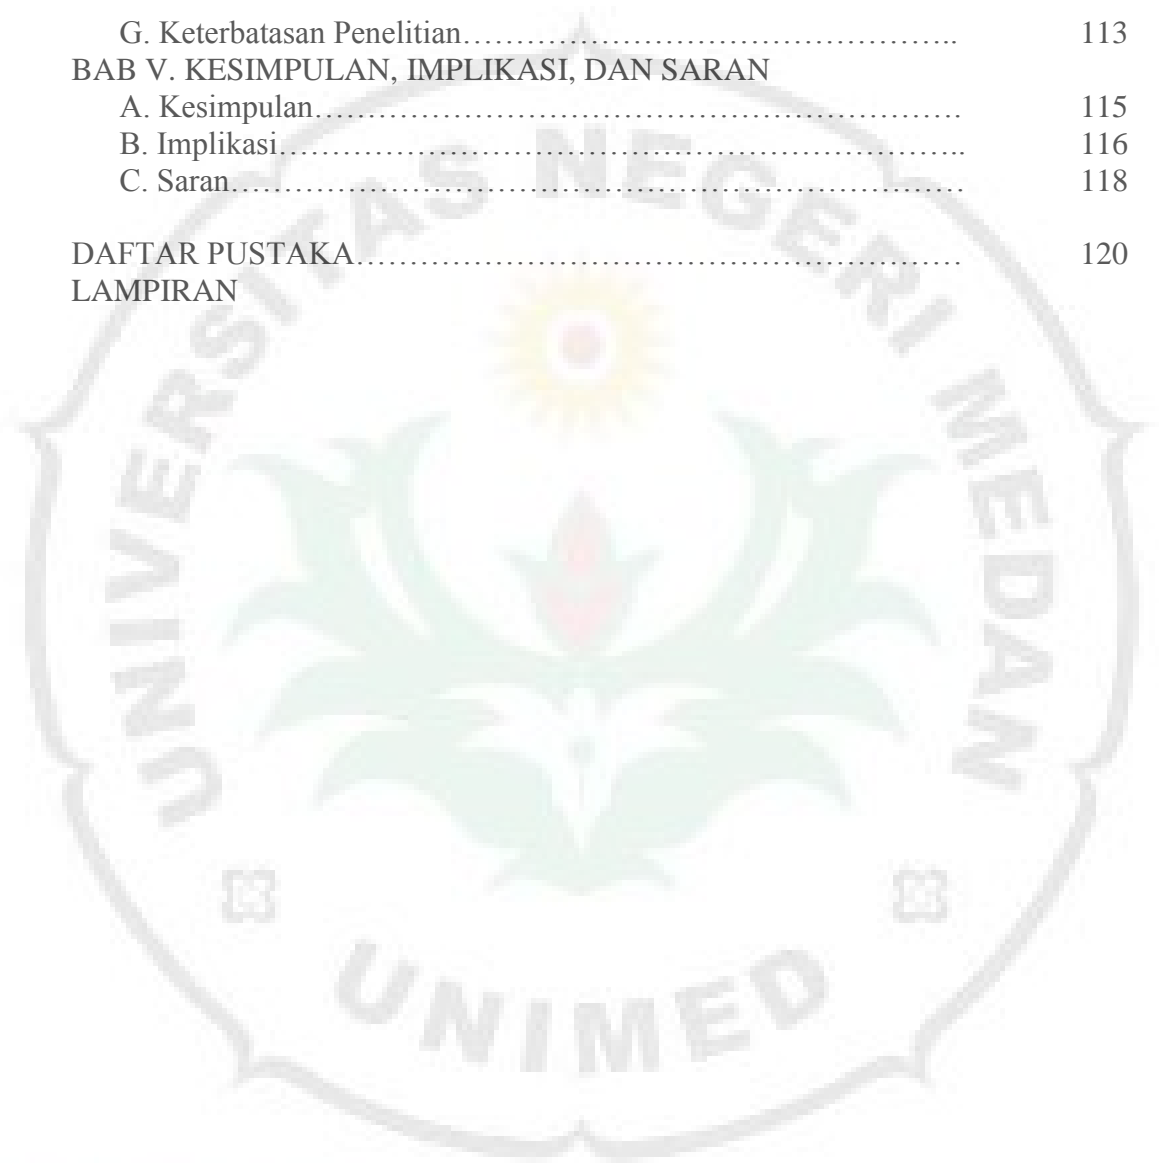 G. Keterbatasan Penelitian……………………………………….. 113
BAB V. KESIMPULAN, IMPLIKASI, DAN SARAN
A. Kesimpulan……………………………………………………. 115
B. Implikasi……………………………………………………….. 116
C. Saran…………………………………………………………… 118
DAFTAR PUSTAKA………………………………………………… 120
LAMPIRAN
UNIVERSITAS NEGERI MEDAN
UNIMED